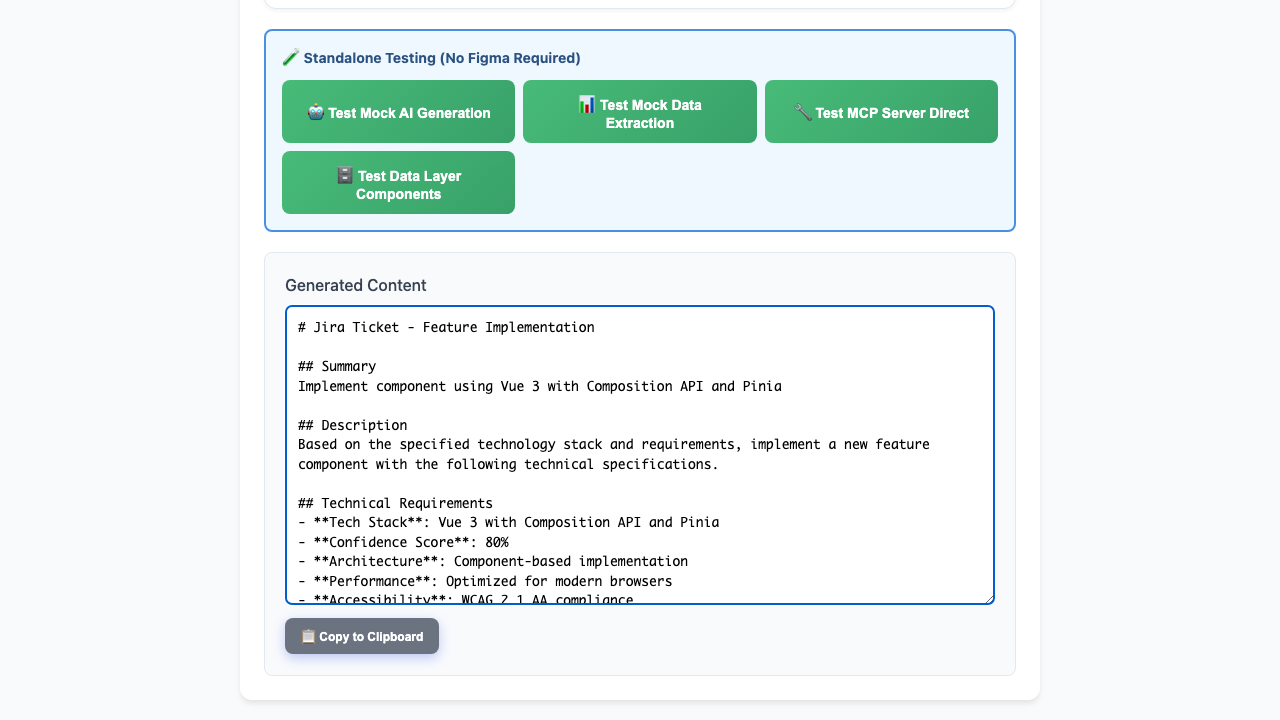 Standalone Testing (No Figma Required)
Test Mock AI Generation
Test Mock Data
Extraction
Test MCP Server Direct
Test Data Layer
Components
Generated Content
# Jira Ticket - Feature Implementation
## Summary
Implement component using Vue 3 with Composition API and Pinia
## Description
Based on the specified technology stack and requirements, implement a new feature
component with the following technical specifications.
## Technical Requirements
- **Tech Stack**: Vue 3 with Composition API and Pinia
- **Confidence Score**: 80%
- **Architecture**: Component-based implementation
- **Performance**: Optimized for modern browsers
- **Accessibility**: WCAG 2.1 AA compliance
Copy to Clipboard